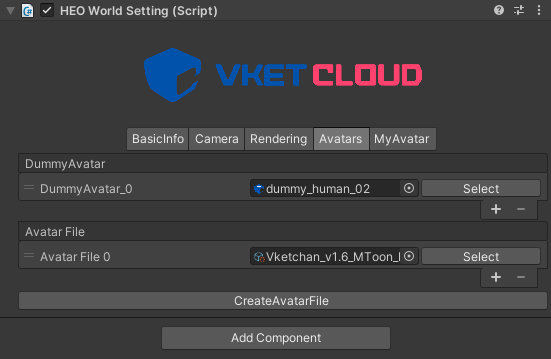 HEO World Setting (Script)
VKET CLOUD
BasicInfo Camera Rendering Avatars MyAvatar
DummyAvatar
DummyAvatar_0 dummy_human_02 Select
+ −
Avatar File
Avatar File 0 Vketchan_v1.6_MToon_ Select
+ −
CreateAvatarFile
Add Component